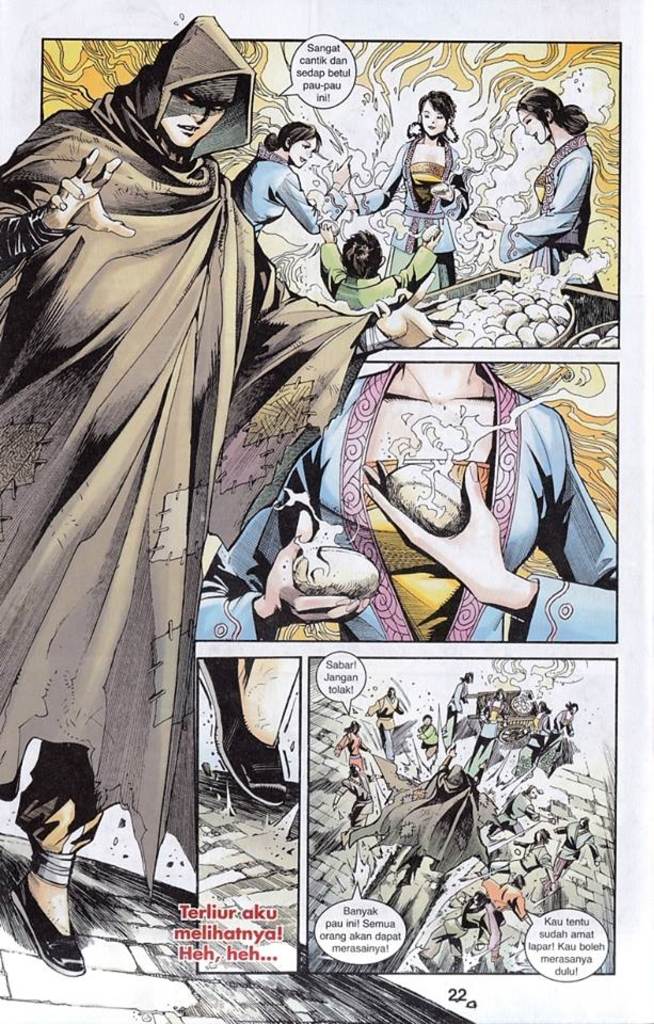 Sangat
cantik dan
sedap betul
pau-pau
ini!
Sabar!
Jangan
tolak!
Terliur aku
melihatnya!
Heh, heh...
Banyak
pau ini! Semua
orang akan dapat
merasainya!
Kau tentu
sudah amat
lapar! Kau boleh
merasanya
dulu!
22a